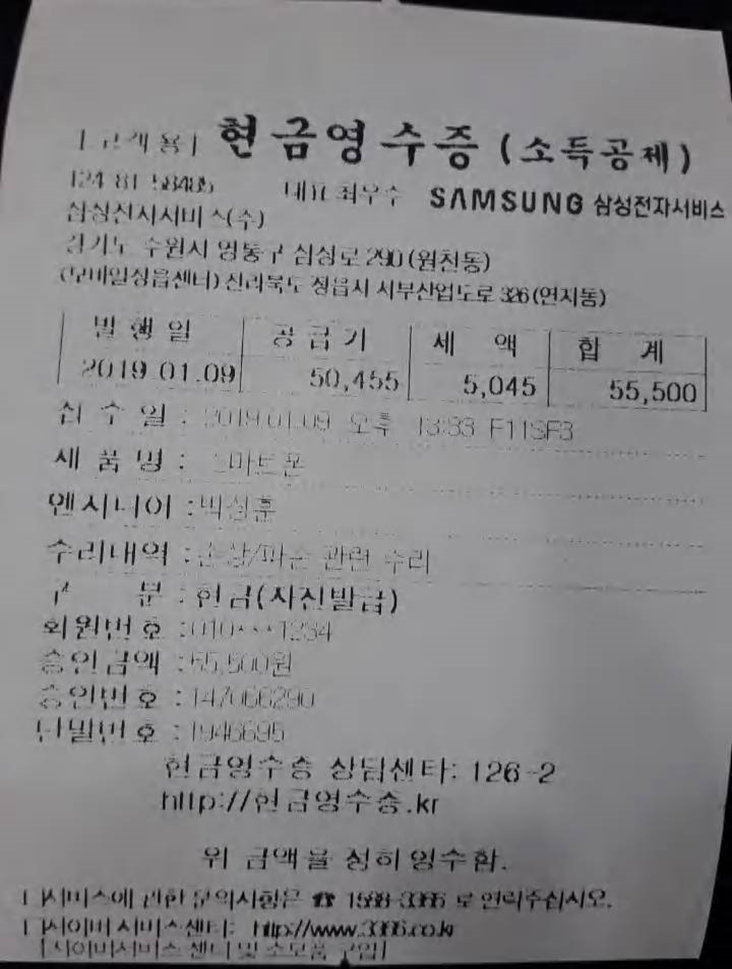 [고객용] 현금영수증 (소득공제)
124-81-58485 대표 최우수 SAMSUNG 삼성전자서비스
삼성전자서비스(주)
경기도 수원시 영통구 삼성로 290 (원천동)
(모바일정읍센터) 전라북도 정읍시 서부산업도로 326 (연지동)
발행일 공급가 세 액 합 계
2019.01.09 50,455 5,045 55,500
접 수 일 : 2019.01.09 오후
제 품 명 : 스마트폰
엔지니어 : 박성훈
수리내역 : 손상/파손 관련 수리
구 분 : 현금(자진발급)
회원번호 : 010***1234
승인금액 : 55,500원
승인번호 : 147066290
단말번호 : 1946695
현금영수증 상담센타: 126-2
http://현금영수증.kr
위 금액을 정히 영수함.
서비스에 관한 문의사항은 ☎ 1588-3366 로 연락주십시오.
사이버 서비스 센터: http://www.3366.co.kr
[사이버서비스 센터 및 소모품 구입]